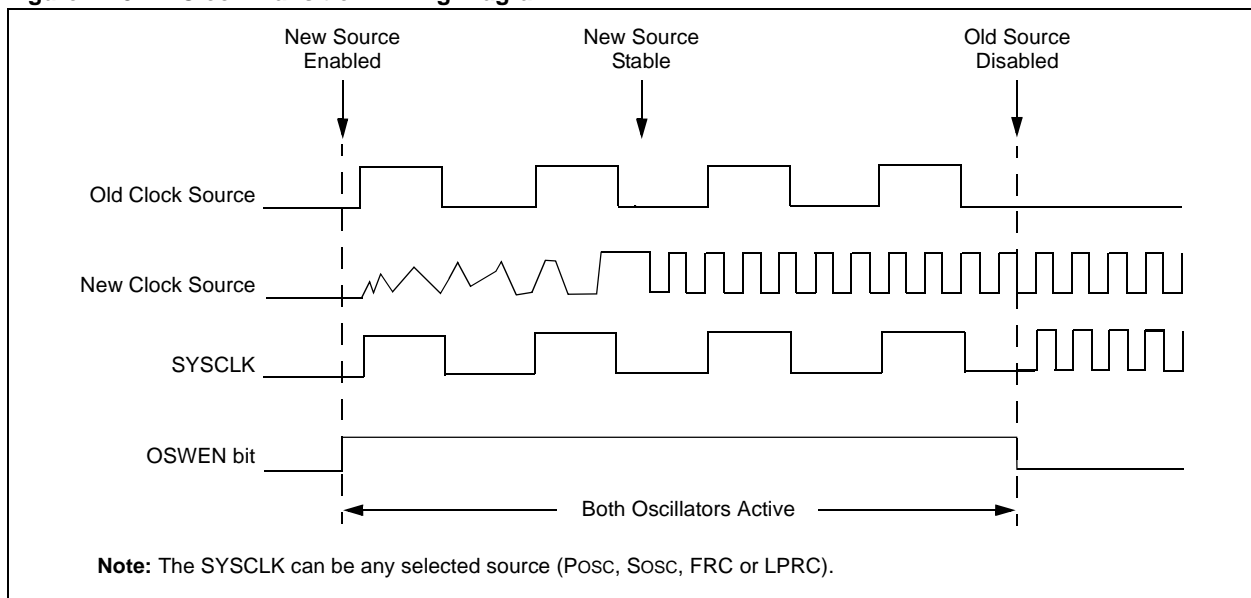 New Source
Enabled
New Source
Stable
Old Source
Disabled
Old Clock Source
New Clock Source
SYSCLK
OSWEN bit
Both Oscillators Active
Note: The SYSCLK can be any selected source (POSC, SOSC, FRC or LPRC).